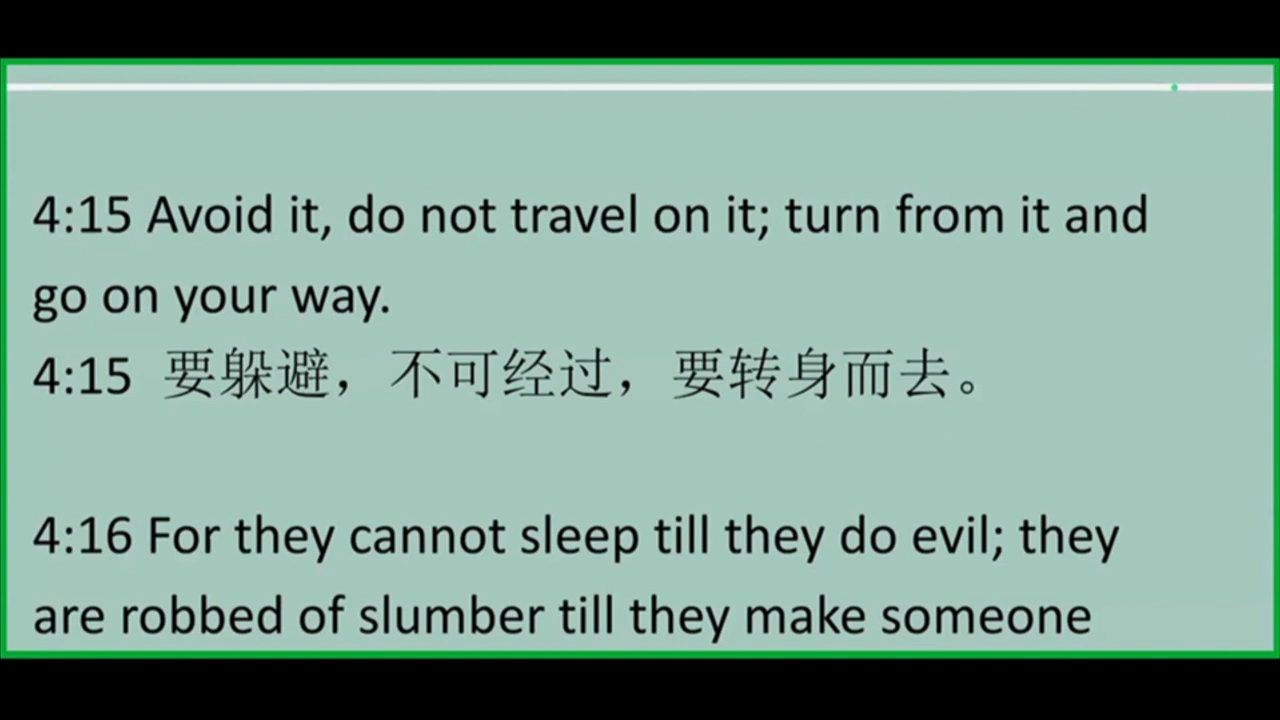 4:15 Avoid it, do not travel on it; turn from it and
go on your way.
4:15 要躲避，不可经过，要转身而去。
4:16 For they cannot sleep till they do evil; they
are robbed of slumber till they make someone